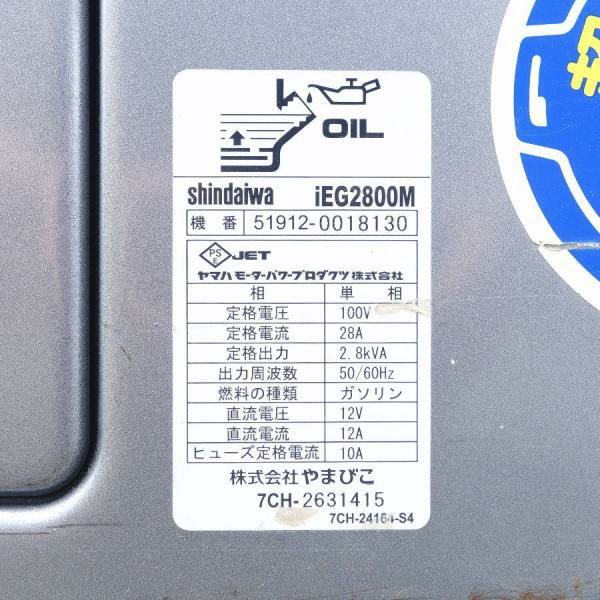 OIL
shindaiwa iEG2800M
機番 51912-0018130
PS E JET
ヤマハモーターパワープロダクツ株式会社
相 単相
定格電圧 100V
定格電流 28A
定格出力 2.8kVA
出力周波数 50/60Hz
燃料の種類 ガソリン
直流電圧 12V
直流電流 12A
ヒューズ定格電流 10A
株式会社やまびこ
7CH-2631415
7CH-24164-S4